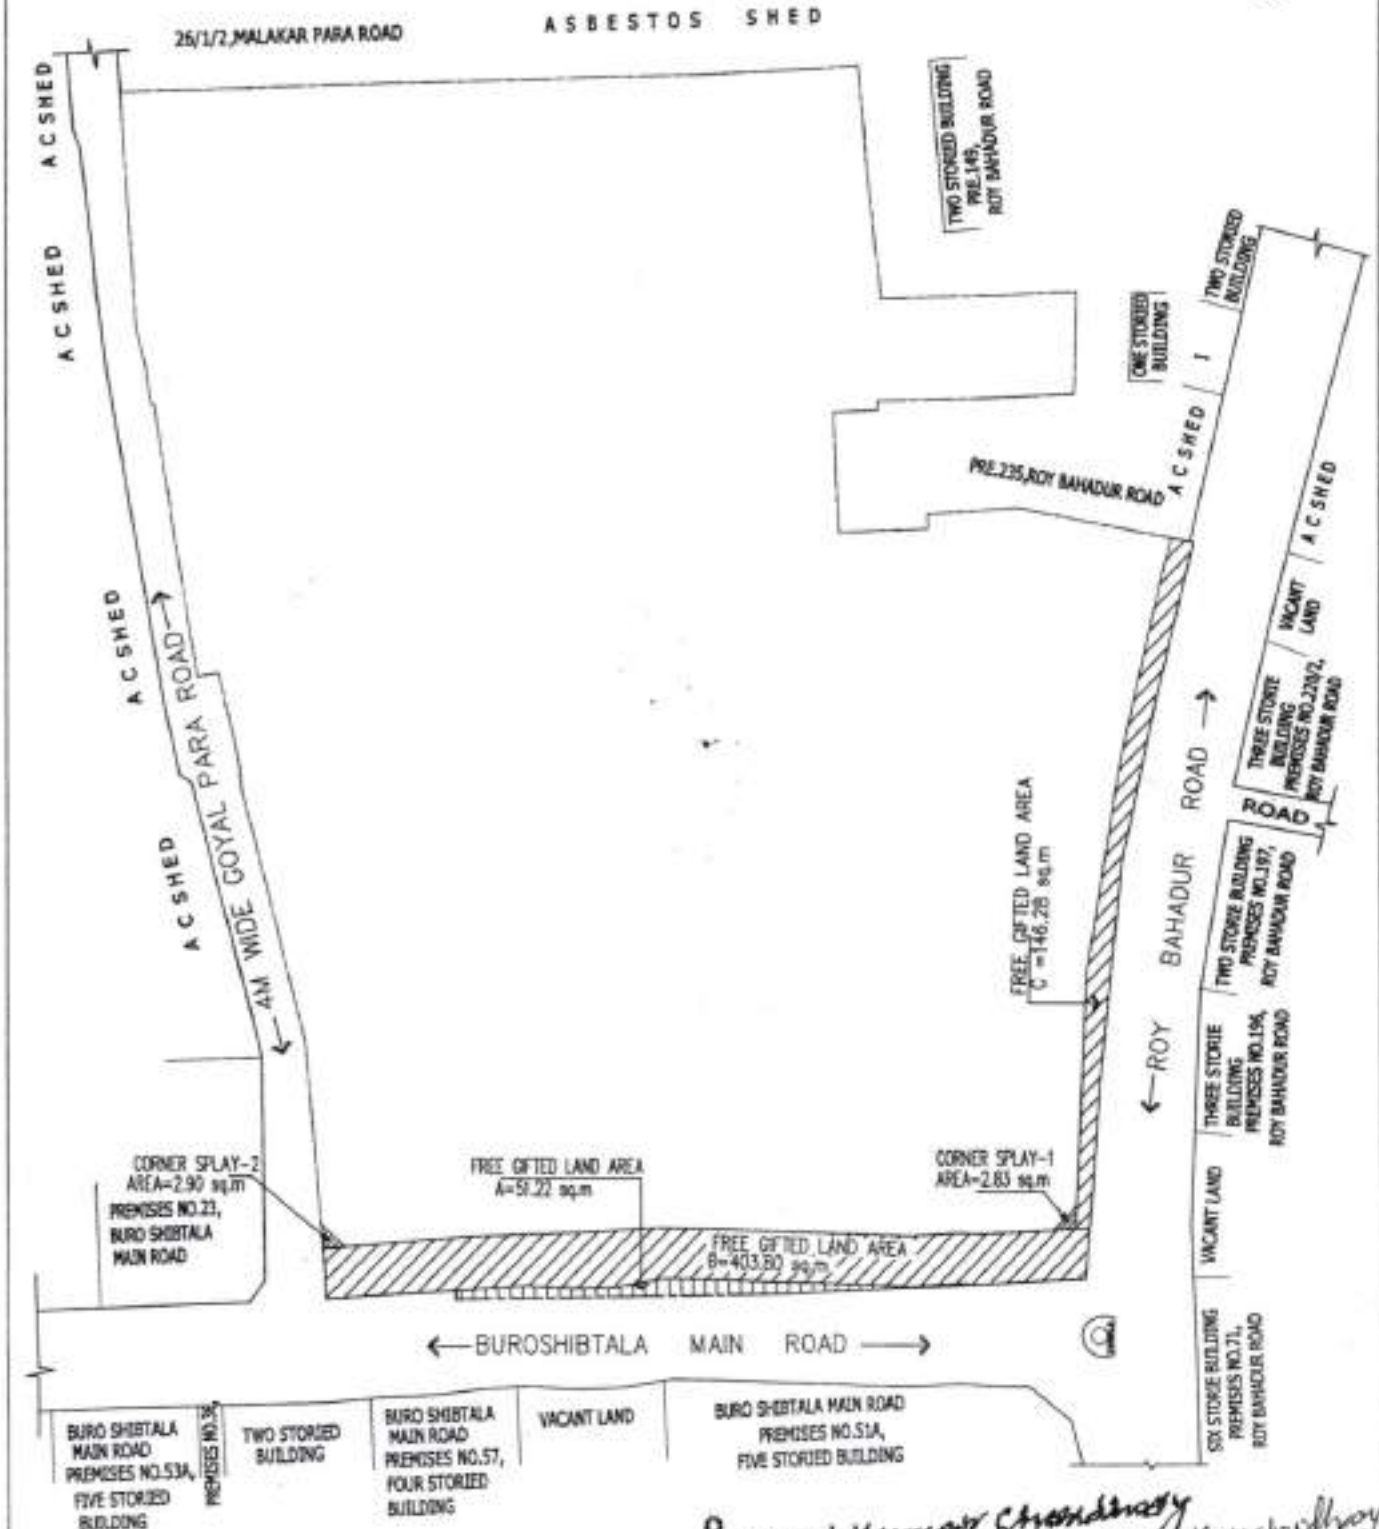 26/1/2,MALAKAR PARA ROAD
ASBESTOS SHED
A C SHED
TWO STORIED BUILDING
PRE.149,
ROY BAHADUR ROAD
TWO STORIED
BUILDING
A C SHED
ONE STORIED
BUILDING
A C SHED
PRE.235,ROY BAHADUR ROAD
A C SHED
VACANT
LAND
A C SHED
4M WIDE GOYAL PARA ROAD
THREE STORIE
BUILDING
PREMISES NO.220/2,
ROY BAHADUR ROAD
ROAD
A C SHED
FREE GIFTED LAND AREA
C =146.28 sq.m
ROY BAHADUR ROAD
TWO STORIE BUILDING
PREMISES NO.197,
ROY BAHADUR ROAD
THREE STORIE
BUILDING
PREMISES NO.196,
ROY BAHADUR ROAD
CORNER SPLAY-2
AREA=2.90 sq.m
PREMISES NO.23,
BURO SHIBTALA
MAIN ROAD
FREE GIFTED LAND AREA
A=51.22 sq.m
CORNER SPLAY-1
AREA=2.83 sq.m
VACANT LAND
FREE GIFTED LAND AREA
B=403.80 sq.m
BUROSHIBTALA MAIN ROAD
SIX STORIE BUILDING
PREMISES NO.71,
ROY BAHADUR ROAD
BURO SHIBTALA
MAIN ROAD
PREMISES NO.53A,
FIVE STORIED
BUILDING
PREMISES NO.36,
TWO STORIED
BUILDING
BURO SHIBTALA
MAIN ROAD
PREMISES NO.57,
FOUR STORIED
BUILDING
VACANT LAND
BURO SHIBTALA MAIN ROAD
PREMISES NO.51A,
FIVE STORIED BUILDING